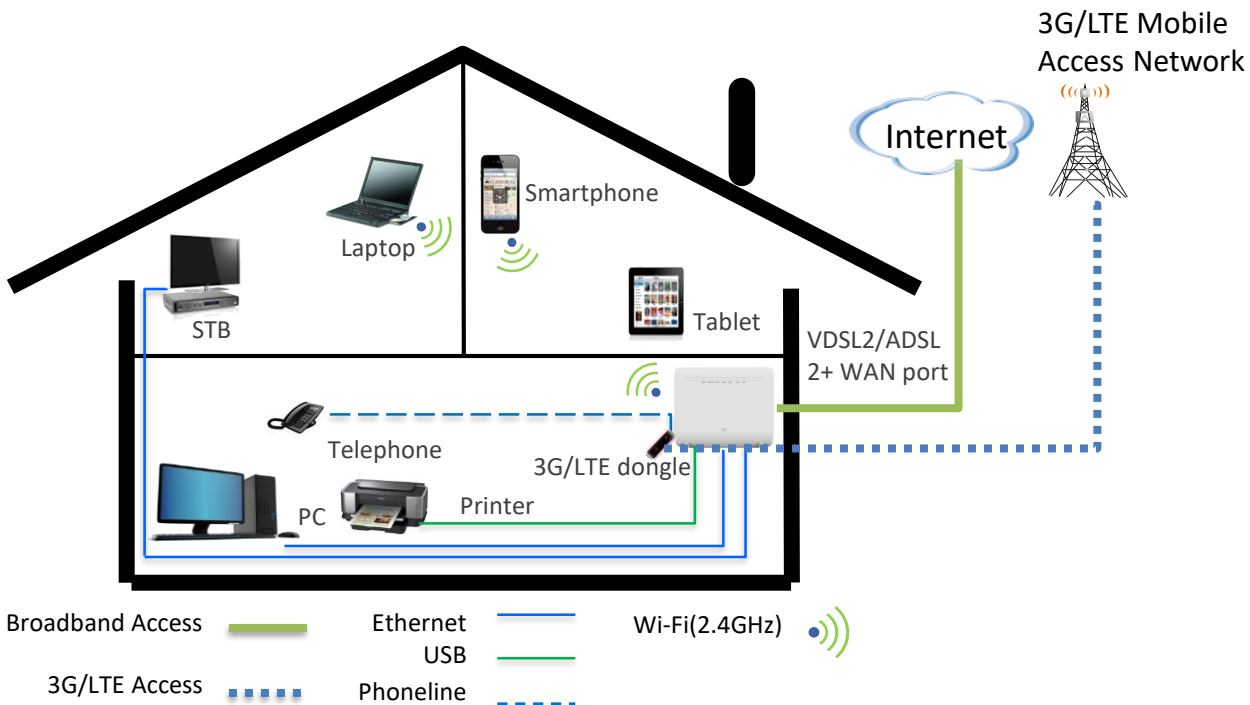 3G/LTE Mobile
Access Network
Internet
Smartphone
Laptop
STB
Tablet
VDSL2/ADSL
2+ WAN port
Telephone
3G/LTE dongle
PC
Printer
Broadband Access
Ethernet
Wi-Fi(2.4GHz)
USB
3G/LTE Access
Phoneline